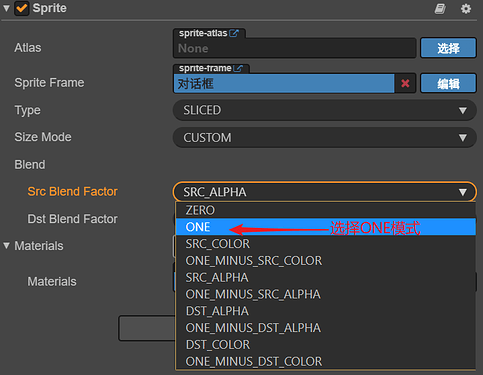 Sprite
sprite-atlas
Atlas
None
选择
sprite-frame
Sprite Frame
对话框
编辑
Type
SLICED
Size Mode
CUSTOM
Blend
Src Blend Factor
SRC_ALPHA
Dst Blend Factor
ZERO
ONE
选择ONE模式
SRC_COLOR
Materials
ONE_MINUS_SRC_COLOR
SRC_ALPHA
Materials
ONE_MINUS_SRC_ALPHA
DST_ALPHA
ONE_MINUS_DST_ALPHA
DST_COLOR
ONE_MINUS_DST_COLOR